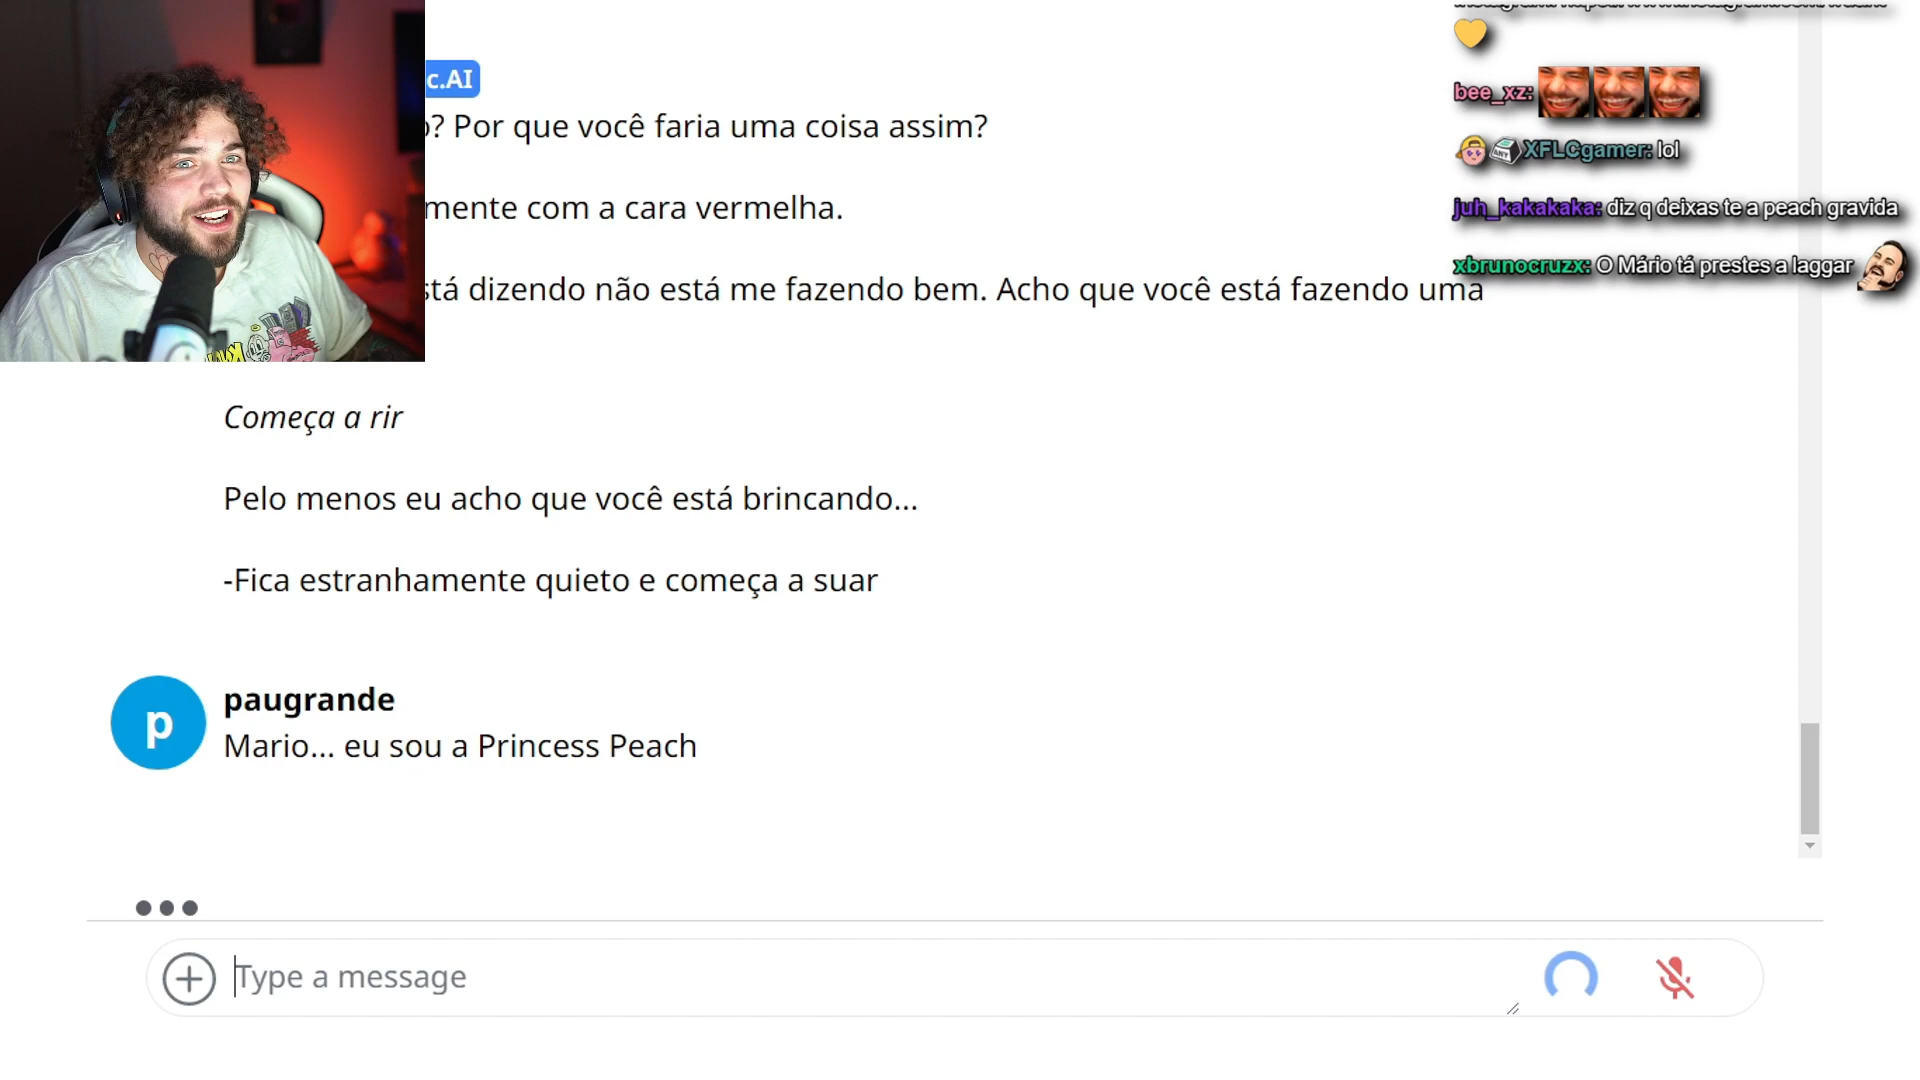 c.AI
? Por que você faria uma coisa assim?
mente com a cara vermelha.
stá dizendo não está me fazendo bem. Acho que você está fazendo uma
Começa a rir
Pelo menos eu acho que você está brincando...
-Fica estranhamente quieto e começa a suar
p
paugrande
Mario... eu sou a Princess Peach
Type a message
bee_xz:
ANY XFLCgamer: lol
juh_kakakaka: diz q deixas te a peach gravida
xbrunocruzx: O Mário tá prestes a laggar